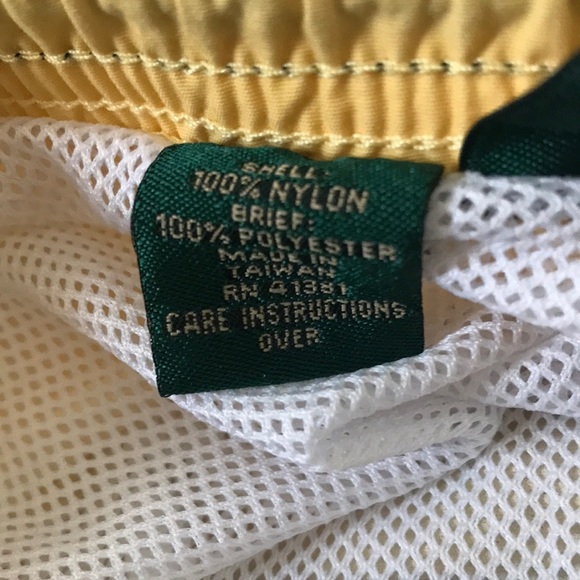 SHELL:
100% NYLON
BRIEF:
100% POLYESTER
MADE IN
TAIWAN
RN 41381
CARE INSTRUCTIONS
OVER